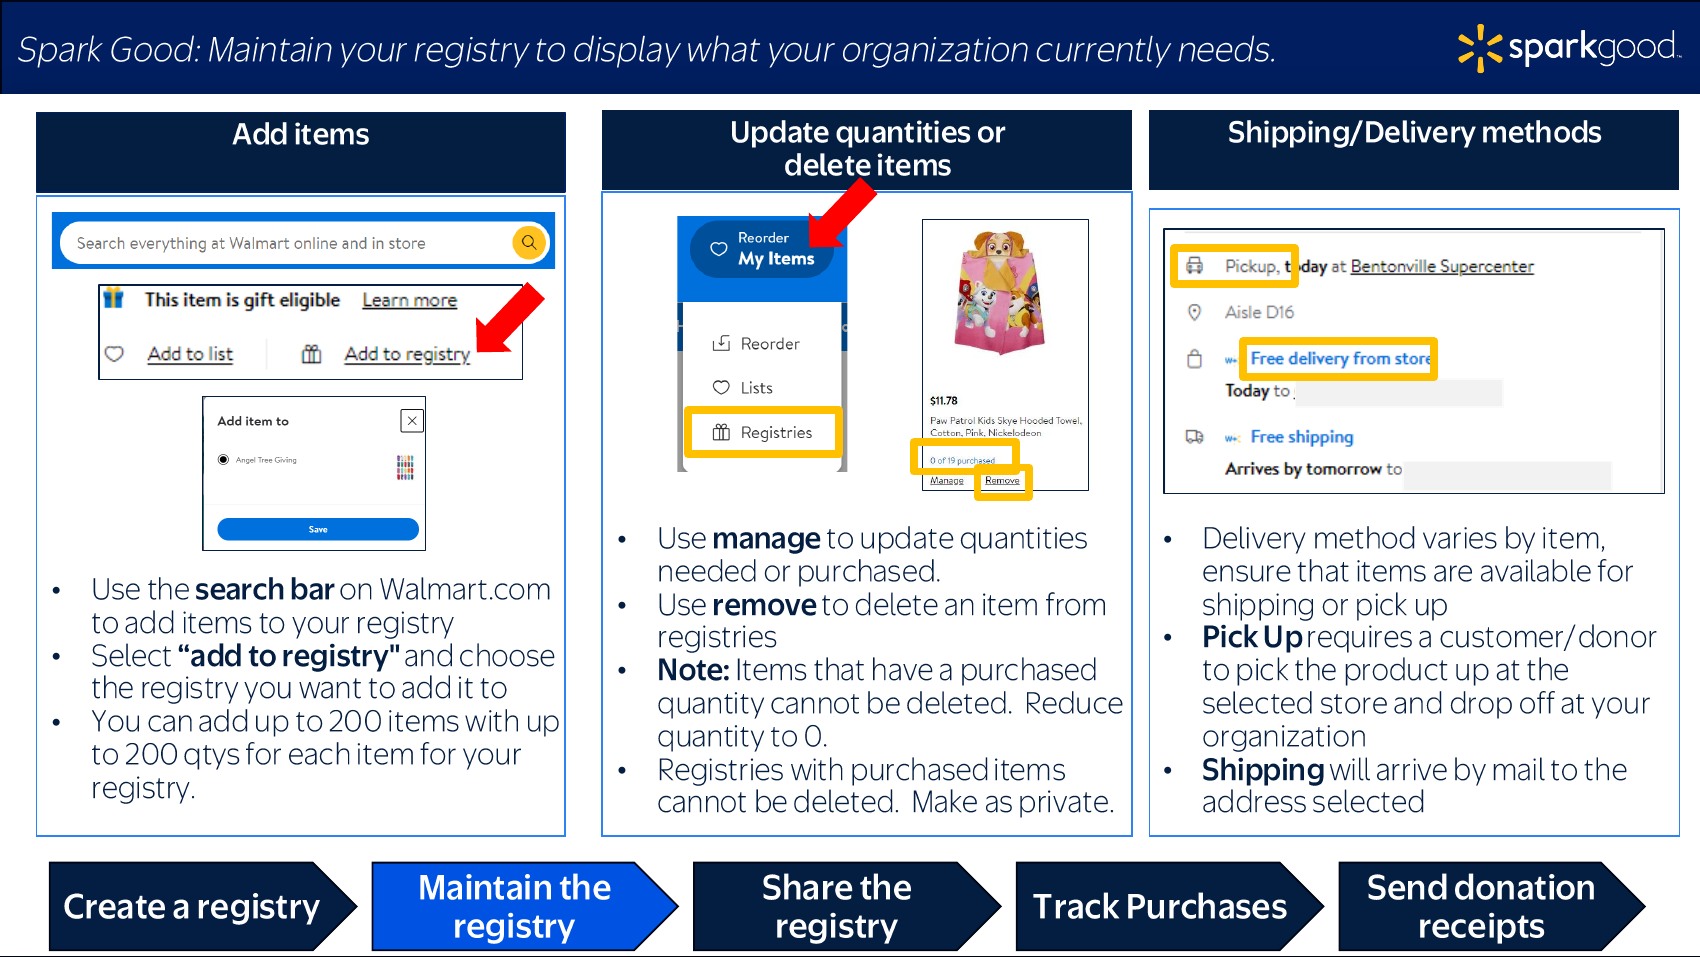 Spark Good: Maintain your registry to display what your organization currently needs.
sparkgood
Add items
Search everything at Walmart online and in store
This item is gift eligible Learn more
Add to list Add to registry
Add item to
Angel Tree Giving
Save
• Use the search bar on Walmart.com
to add items to your registry
• Select “add to registry" and choose
the registry you want to add it to
• You can add up to 200 items with up
to 200 qtys for each item for your
registry.
Update quantities or
delete items
Reorder
My Items
Reorder
Lists
Registries
$11.78
Paw Patrol Kids Skye Hooded Towel,
Cotton, Pink, Nickelodeon
0 of 19 purchased
Manage Remove
• Use manage to update quantities
needed or purchased.
• Use remove to delete an item from
registries
• Note: Items that have a purchased
quantity cannot be deleted. Reduce
quantity to 0.
• Registries with purchased items
cannot be deleted. Make as private.
Shipping/Delivery methods
Pickup, today at Bentonville Supercenter
Aisle D16
W+ Free delivery from store
Today to
W+ Free shipping
Arrives by tomorrow to
• Delivery method varies by item,
ensure that items are available for
shipping or pick up
• Pick Up requires a customer/donor
to pick the product up at the
selected store and drop off at your
organization
• Shipping will arrive by mail to the
address selected
Create a registry
Maintain the
registry
Share the
registry
Track Purchases
Send donation
receipts